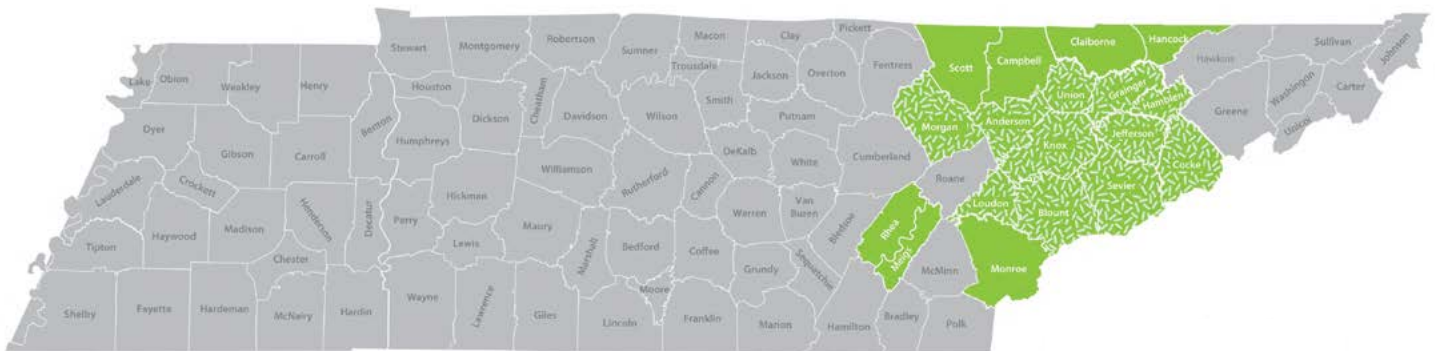 Pickett
Stewart
Montgomery
Robertson
Sumner
Macon
Clay
Claiborne
Hancock
Sullivan
Johnson
Lake
Obion
Weakley
Henry
Houston
Trousdale
Jackson
Overton
Fentress
Scott
Campbell
Hawkins
Washington
Carter
Cheatham
Smith
Union
Grainger
Hamblen
Greene
Unicoi
Dyer
Benton
Humphreys
Dickson
Davidson
Wilson
Putnam
Morgan
Anderson
Knox
Jefferson
Gibson
Carroll
Williamson
Rutherford
Cannon
DeKalb
White
Cumberland
Roane
Cocke
Sevier
Lauderdale
Crockett
Henderson
Decatur
Perry
Hickman
Maury
Warren
Van
Buren
Bledsoe
Rhea
Meigs
Loudon
Blount
Tipton
Haywood
Madison
Chester
Lewis
Marshall
Bedford
Coffee
Grundy
Sequatchie
McMinn
Monroe
Shelby
Fayette
Hardeman
McNairy
Hardin
Wayne
Lawrence
Giles
Lincoln
Moore
Franklin
Marion
Hamilton
Bradley
Polk